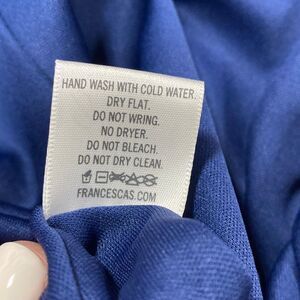 HAND WASH WITH COLD WATER.
DRY FLAT.
DO NOT WRING.
NO DRYER.
DO NOT BLEACH.
DO NOT DRY CLEAN.
FRANCESCAS.COM